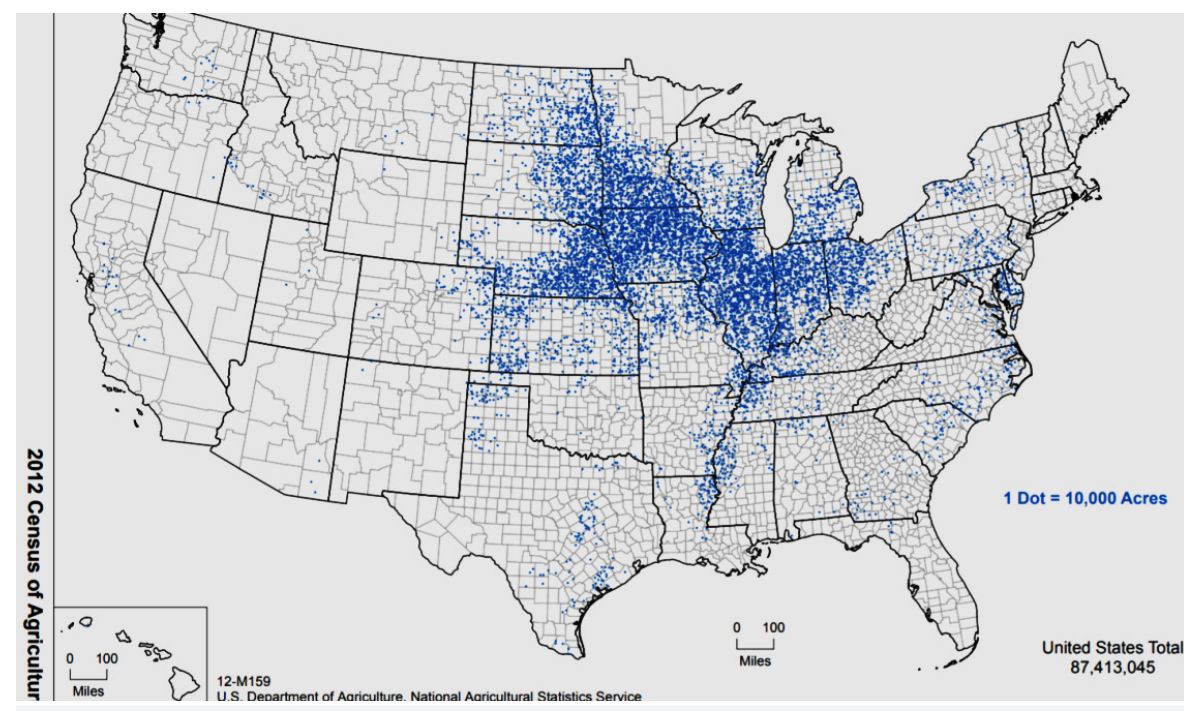 2012 Census of Agricultur
1 Dot = 10,000 Acres
0 100
Miles
United States Total
87,413,045
0 100
Miles
12-M159
U.S. Department of Agriculture, National Agricultural Statistics Service